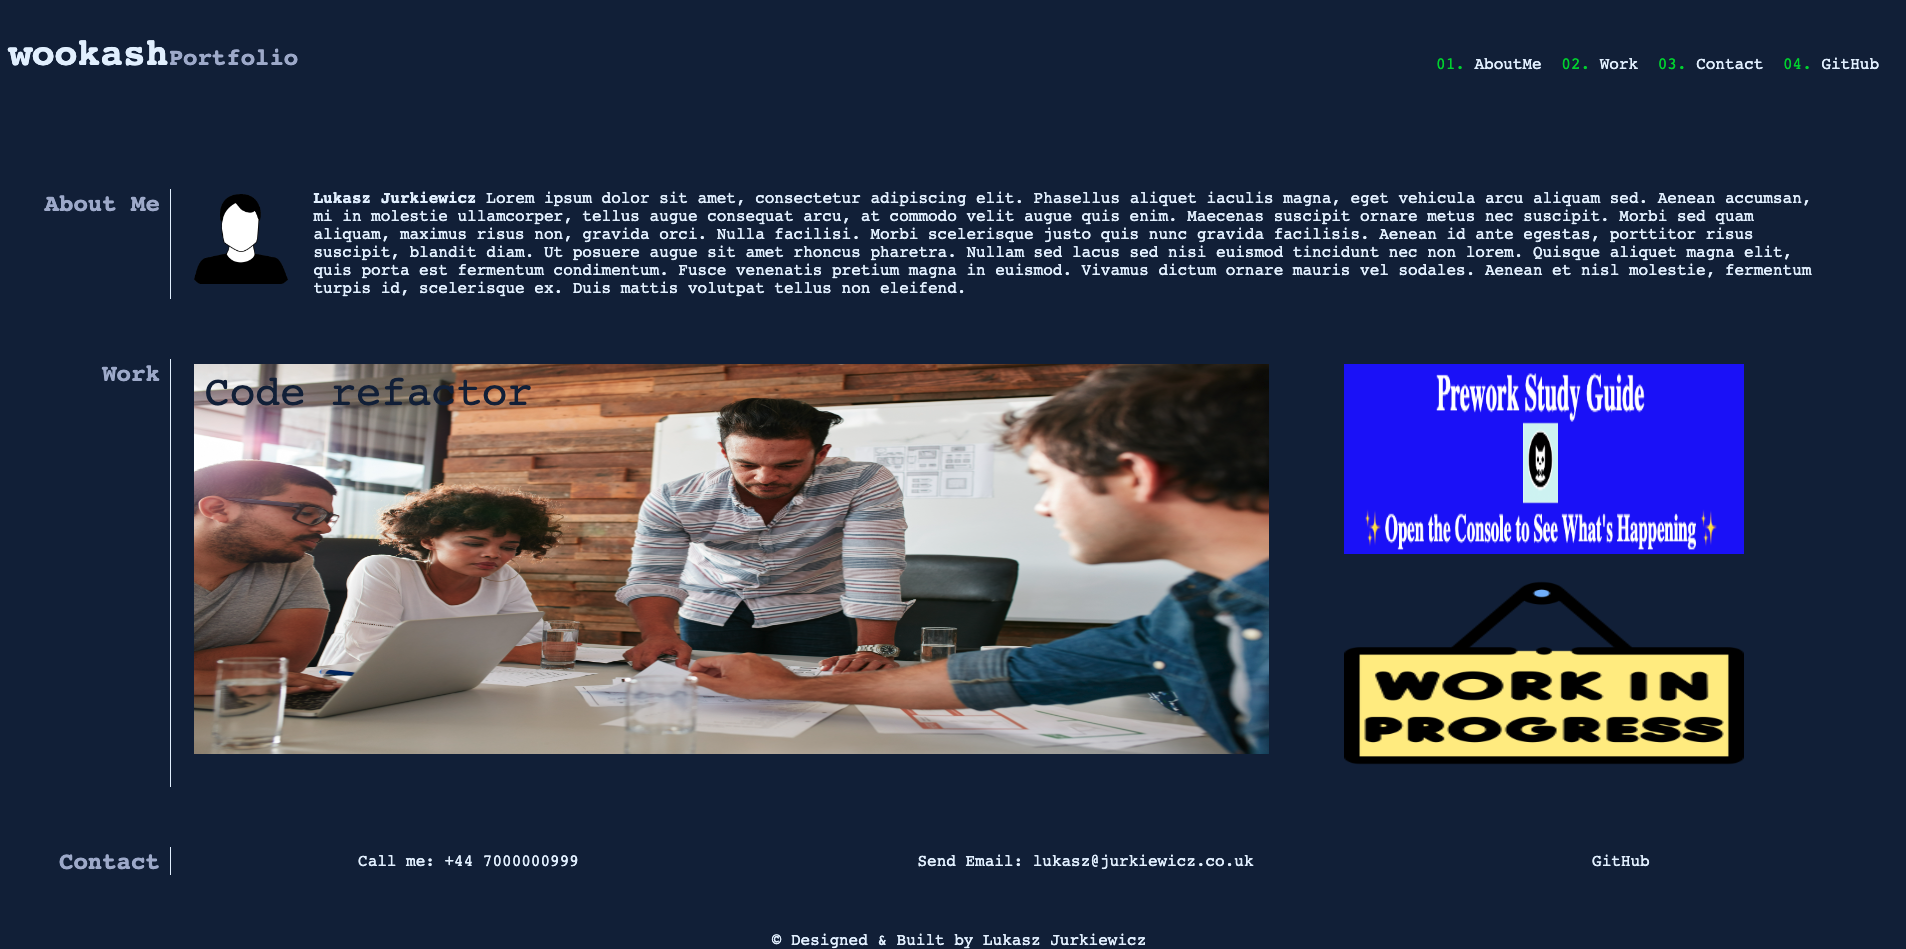 wookashPortfolio
01. AboutMe 02. Work 03. Contact 04. GitHub
About Me
Lukasz Jurkiewicz Lorem ipsum dolor sit amet, consectetur adipiscing elit. Phasellus aliquet iaculis magna, eget vehicula arcu aliquam sed. Aenean accumsan,
mi in molestie ullamcorper, tellus augue consequat arcu, at commodo velit augue quis enim. Maecenas suscipit ornare metus nec suscipit. Morbi sed quam
aliquam, maximus risus non, gravida orci. Nulla facilisi. Morbi scelerisque justo quis nunc gravida facilisis. Aenean id ante egestas, porttitor risus
suscipit, blandit diam. Ut posuere augue sit amet rhoncus pharetra. Nullam sed lacus sed nisi euismod tincidunt nec non lorem. Quisque aliquet magna elit,
quis porta est fermentum condimentum. Fusce venenatis pretium magna in euismod. Vivamus dictum ornare mauris vel sodales. Aenean et nisl molestie, fermentum
turpis id, scelerisque ex. Duis mattis volutpat tellus non eleifend.
Work
Code refactor
Prework Study Guide
✨ Open the Console to See What's Happening ✨
WORK IN
PROGRESS
Contact
Call me: +44 7000000999
Send Email: lukasz@jurkiewicz.co.uk
GitHub
© Designed & Built by Lukasz Jurkiewicz